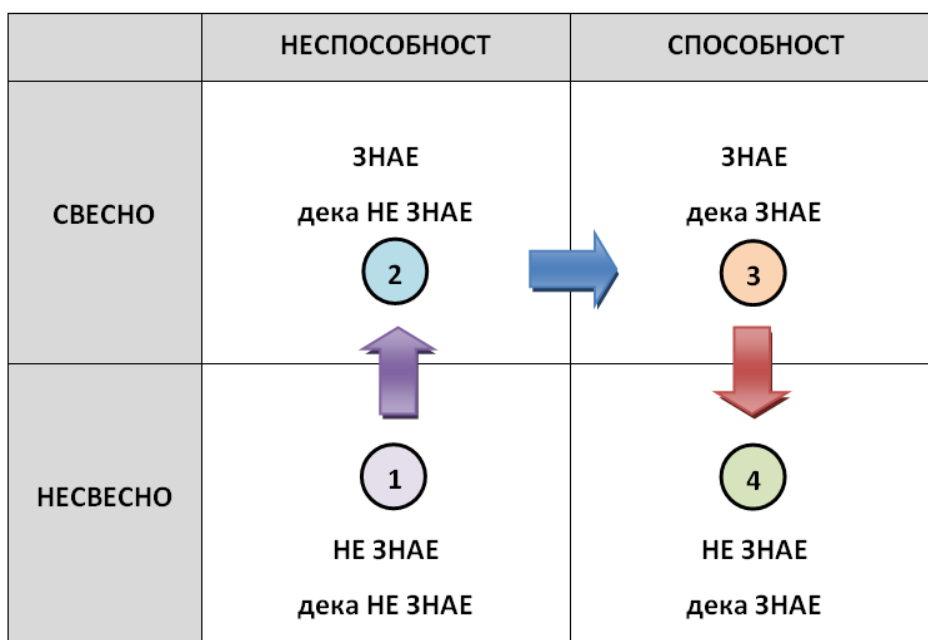 НЕСПОСОБНОСТ СПОСОБНОСТ
СВЕСНО
ЗНАЕ
дека НЕ ЗНАЕ
2
ЗНАЕ
дека ЗНАЕ
3
НЕСВЕСНО
1
НЕ ЗНАЕ
дека НЕ ЗНАЕ
4
НЕ ЗНАЕ
дека ЗНАЕ